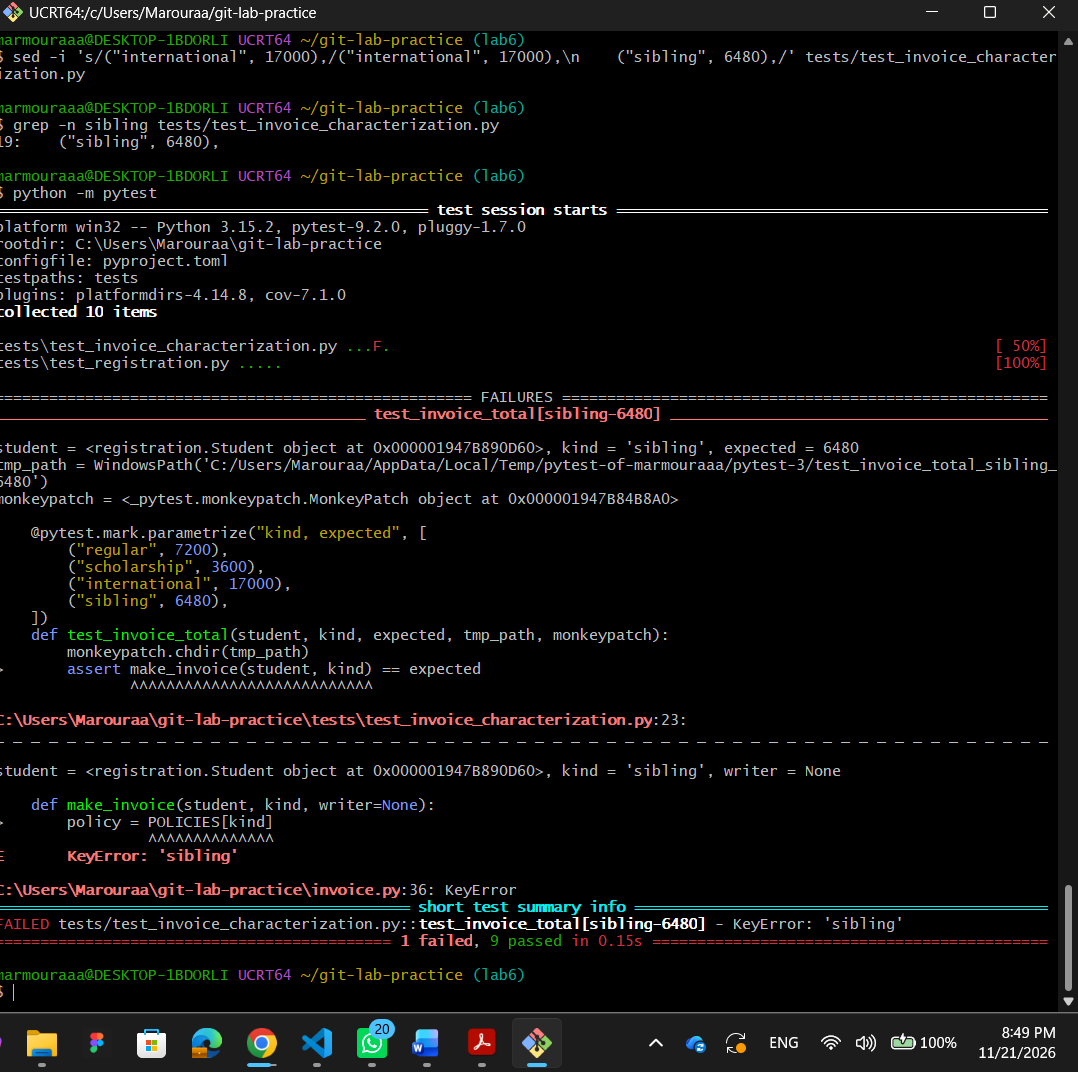 UCRT64:/c/Users/Marouraa/git-lab-practice
marmouraaa@DESKTOP-1BDORLI UCRT64 ~/git-lab-practice (lab6)
$ sed -i 's/("international", 17000),/("international", 17000),\n    ("sibling", 6480),/' tests/test_invoice_character
ization.py
marmouraaa@DESKTOP-1BDORLI UCRT64 ~/git-lab-practice (lab6)
$ grep -n sibling tests/test_invoice_characterization.py
19:    ("sibling", 6480),
marmouraaa@DESKTOP-1BDORLI UCRT64 ~/git-lab-practice (lab6)
$ python -m pytest
test session starts
platform win32 -- Python 3.15.2, pytest-9.2.0, pluggy-1.7.0
rootdir: C:\Users\Marouraa\git-lab-practice
configfile: pyproject.toml
testpaths: tests
plugins: platformdirs-4.14.8, cov-7.1.0
collected 10 items
tests\test_invoice_characterization.py ...F. [ 50%]
tests\test_registration.py ..... [100%]
FAILURES
test_invoice_total[sibling-6480]
student = <registration.Student object at 0x000001947B890D60>, kind = 'sibling', expected = 6480
tmp_path = WindowsPath('C:/Users/Marouraa/AppData/Local/Temp/pytest-of-marmouraaa/pytest-3/test_invoice_total_sibling_
6480')
monkeypatch = <_pytest.monkeypatch.MonkeyPatch object at 0x000001947B84B8A0>
    @pytest.mark.parametrize("kind, expected", [
        ("regular", 7200),
        ("scholarship", 3600),
        ("international", 17000),
        ("sibling", 6480),
    ])
    def test_invoice_total(student, kind, expected, tmp_path, monkeypatch):
        monkeypatch.chdir(tmp_path)
>       assert make_invoice(student, kind) == expected
               ^^^^^^^^^^^^^^^^^^^^^^^^^^^
C:\Users\Marouraa\git-lab-practice\tests\test_invoice_characterization.py:23:
_ _ _ _ _ _ _ _ _ _ _ _ _ _ _ _ _ _ _ _ _ _ _ _ _ _ _ _ _ _ _ _ _ _ _ _ _ _ _ _ _ _ _ _ _ _ _ _ _ _ _ _ _ _ _ _ _ _ _
student = <registration.Student object at 0x000001947B890D60>, kind = 'sibling', writer = None
    def make_invoice(student, kind, writer=None):
>       policy = POLICIES[kind]
                 ^^^^^^^^^^^^^^
E       KeyError: 'sibling'
C:\Users\Marouraa\git-lab-practice\invoice.py:36: KeyError
short test summary info
FAILED tests/test_invoice_characterization.py::test_invoice_total[sibling-6480] - KeyError: 'sibling'
1 failed, 9 passed in 0.15s
marmouraaa@DESKTOP-1BDORLI UCRT64 ~/git-lab-practice (lab6)
$
20
ENG
100%
8:49 PM
11/21/2026